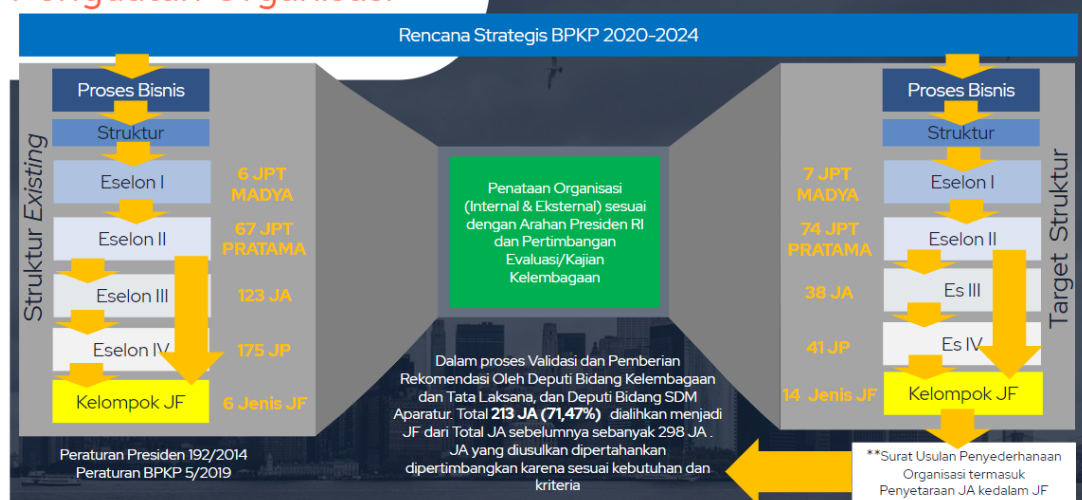 Penguatan Organisasi
Rencana Strategis BPKP 2020-2024
Struktur Existing
Proses Bisnis
Struktur
Eselon I
6 JPT
MADYA
Eselon II
67 JPT
PRATAMA
Eselon III
123 JA
Eselon IV
175 JP
Kelompok JF
6 Jenis JF
Peraturan Presiden 192/2014
Peraturan BPKP 5/2019
Penataan Organisasi
(Internal & Eksternal) sesuai
dengan Arahan Presiden RI
dan Pertimbangan
Evaluasi/Kajian
Kelembagaan
Dalam proses Validasi dan Pemberian
Rekomendasi Oleh Deputi Bidang Kelembagaan
dan Tata Laksana, dan Deputi Bidang SDM
Aparatur. Total 213 JA (71,47%) dialihkan menjadi
JF dari Total JA sebelumnya sebanyak 298 JA .
JA yang diusulkan dipertahankan
dipertimbangkan karena sesuai kebutuhan dan
kriteria
Target Struktur
Proses Bisnis
Struktur
7 JPT
MADYA
Eselon I
74 JPT
PRATAMA
Eselon II
38 JA
Es III
41 JP
Es IV
14 Jenis JF
Kelompok JF
**Surat Usulan Penyederhanaan
Organisasi termasuk
Penyetaraan JA kedalam JF